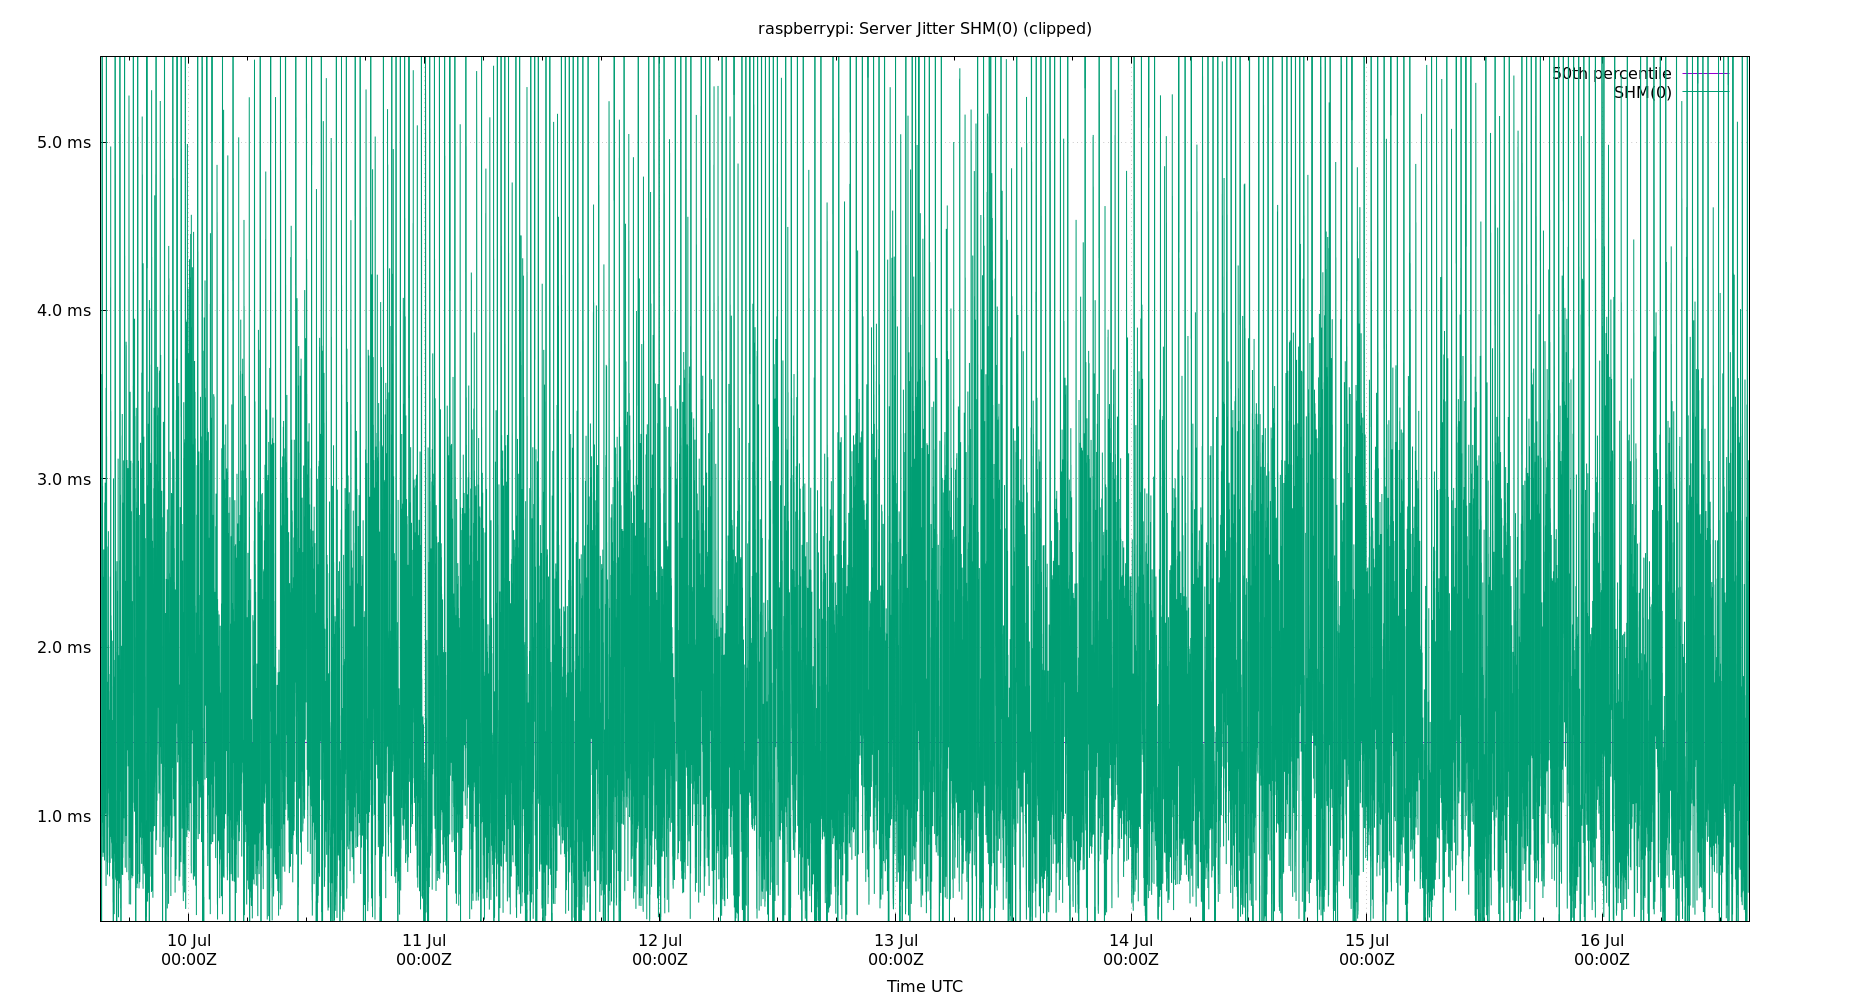 raspberrypi: Server Jitter SHM(0) (clipped)
50th percentile
SHM(0)
5.0 ms
4.0 ms
3.0 ms
2.0 ms
1.0 ms
10 Jul 11 Jul 12 Jul 13 Jul 14 Jul 15 Jul 16 Jul
00:00Z 00:00Z 00:00Z 00:00Z 00:00Z 00:00Z 00:00Z
Time UTC